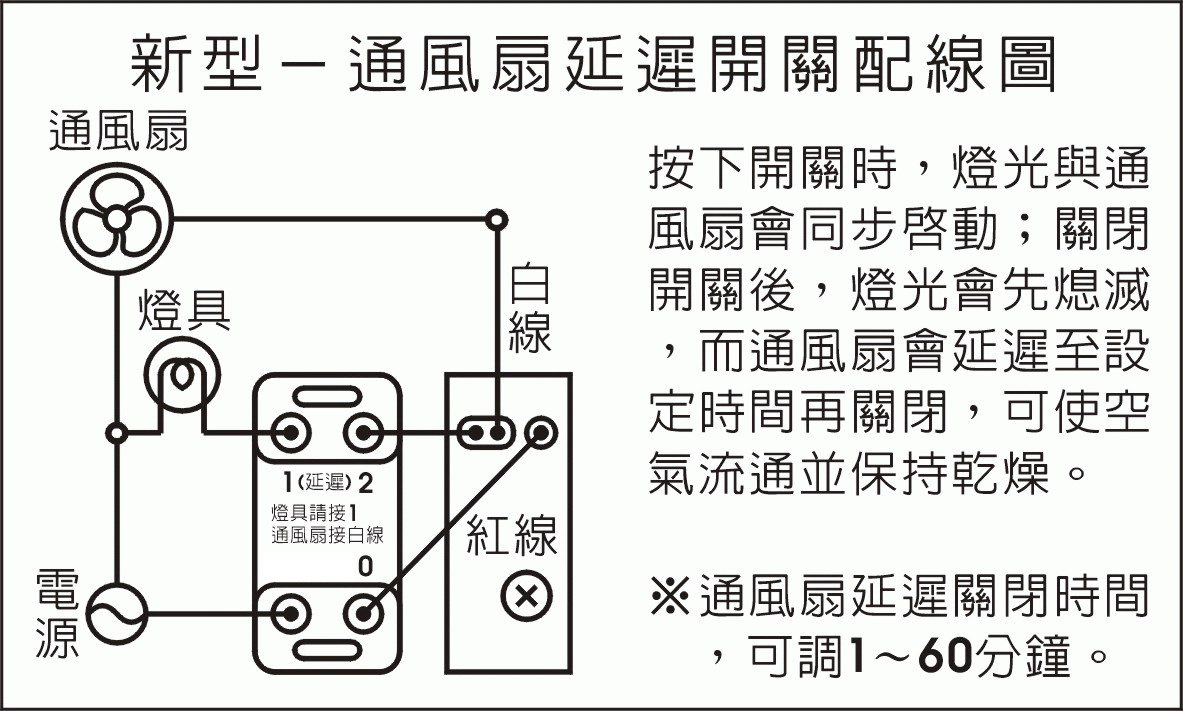 新型－通風扇延遲開關配線圖
通風扇
按下開關時，燈光與通
風扇會同步啓動；關閉
開關後，燈光會先熄滅
，而通風扇會延遲至設
定時間再關閉，可使空
氣流通並保持乾燥。
白
線
燈具
1(延遲) 2
燈具請接1
通風扇接白線
0
紅線
電
源
※通風扇延遲關閉時間
，可調1～60分鐘。